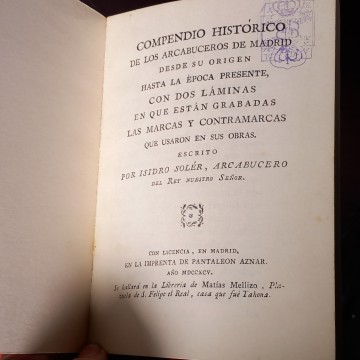 COMPENDIO HISTÓRICO
DE LOS ARCABUCEROS DE MADRID
DESDE SU ORIGEN
HASTA LA ÉPOCA PRESENTE,
CON DOS LÁMINAS
EN QUE ESTÁN GRABADAS
LAS MARCAS Y CONTRAMARCAS
QUE USARON EN SUS OBRAS.
ESCRITO
POR ISIDRO SOLÉR, ARCABUCERO
DEL REY NUESTRO SEÑOR.
CON LICENCIA, EN MADRID,
EN LA IMPRENTA DE PANTALEON AZNAR.
AÑO MDCCXCV.
Se hallará en la Librería de Matías Mellizo, Pla-
zuela de S. Felipe el Real, casa que fué Tahona.